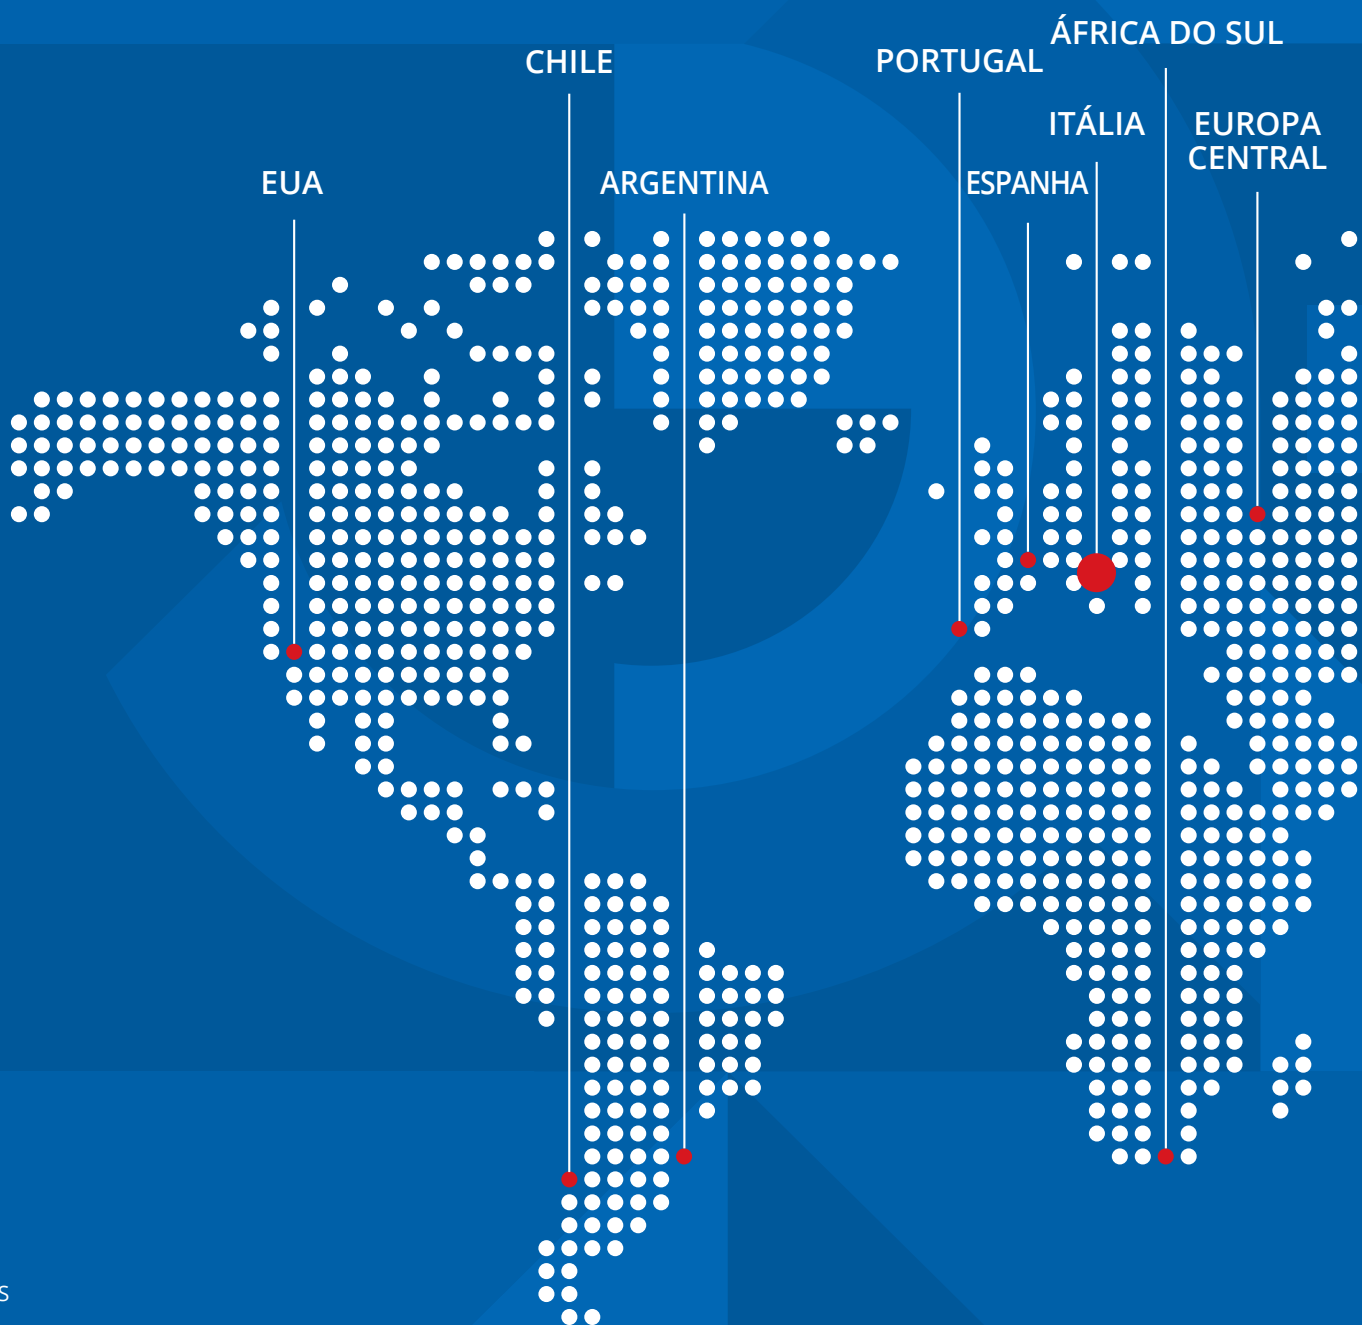 ÁFRICA DO SUL
CHILE
PORTUGAL
ITÁLIA
EUROPA
CENTRAL
EUA
ARGENTINA
ESPANHA
S